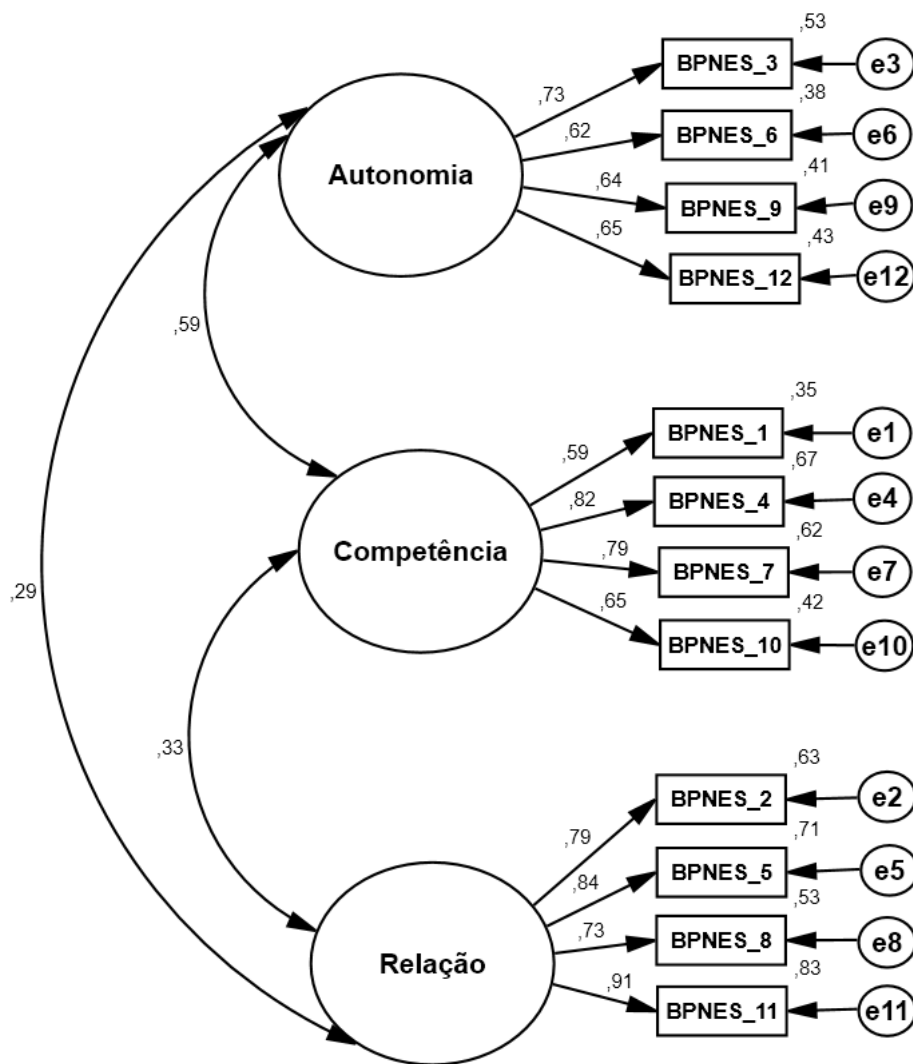 ,53
BPNES_3
e3
,73
,38
BPNES_6
e6
,62
Autonomia
,41
BPNES_9
e9
,64
,43
BPNES_12
e12
,65
,59
,35
BPNES_1
e1
,59
,67
BPNES_4
e4
,82
,62
Competência
BPNES_7
e7
,79
,42
BPNES_10
e10
,65
,29
,33
,63
BPNES_2
e2
,79
,71
BPNES_5
e5
,84
,53
BPNES_8
e8
,73
Relação
,83
BPNES_11
e11
,91